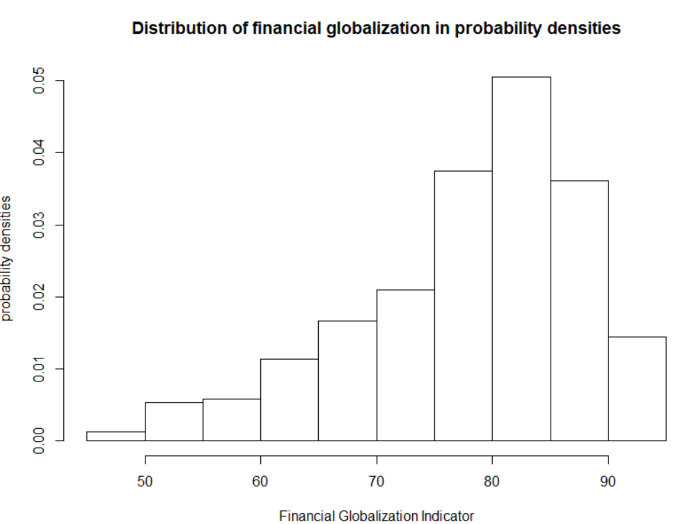 Distribution of financial globalization in probability densities
probability densities
0.05
0.04
0.03
0.02
0.01
0.00
50 60 70 80 90
Financial Globalization Indicator